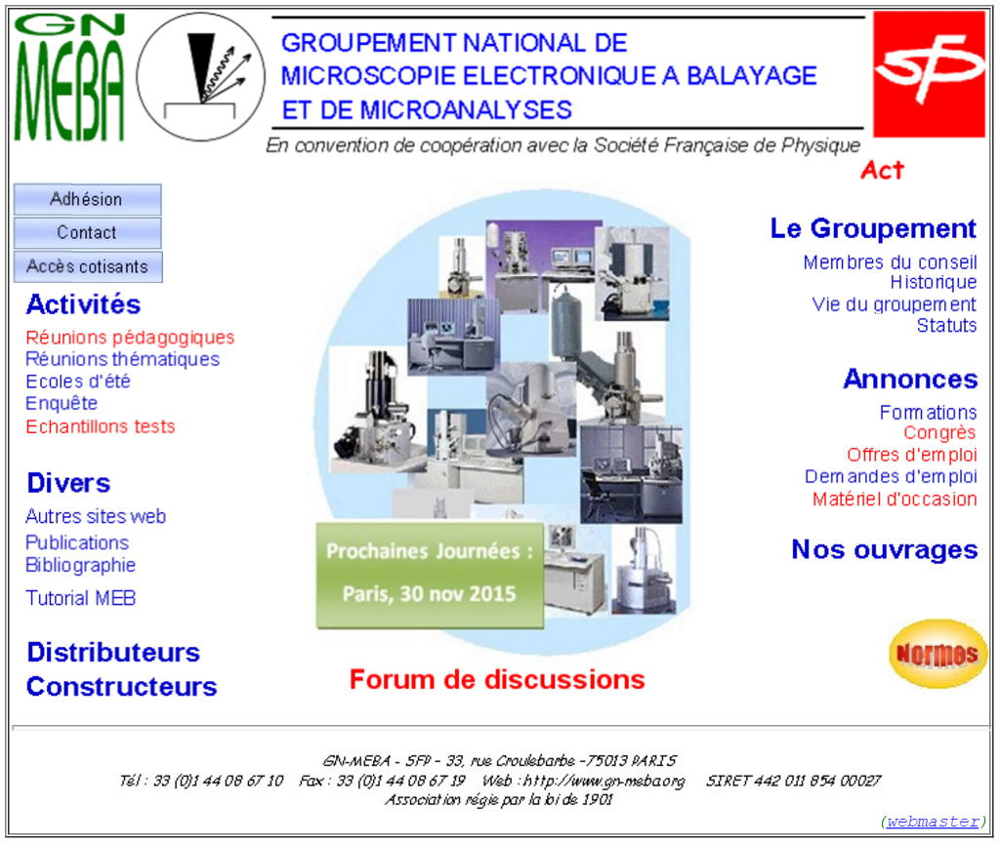 GN
MEBA
GROUPEMENT NATIONAL DE
MICROSCOPIE ELECTRONIQUE A BALAYAGE
ET DE MICROANALYSES
sfp
En convention de coopération avec la Société Française de Physique
Act
Adhésion
Contact
Accès cotisants
Activités
Réunions pédagogiques
Réunions thématiques
Ecoles d'été
Enquête
Echantillons tests
Divers
Autres sites web
Publications
Bibliographie
Tutorial MEB
Distributeurs
Constructeurs
Prochaines Journées :
Paris, 30 nov 2015
Forum de discussions
Le Groupement
Membres du conseil
Historique
Vie du groupement
Statuts
Annonces
Formations
Congrès
Offres d'emploi
Demandes d'emploi
Matériel d'occasion
Nos ouvrages
Normes
GN-MEBA - SFP - 33, rue Croulebarbe -75013 PARIS
Tél : 33 (0)1 44 08 67 10 Fax : 33 (0)1 44 08 67 19 Web : http://www.gn-meba.org SIRET 442 011 854 00027
Association régie par la loi de 1901
(webmaster)